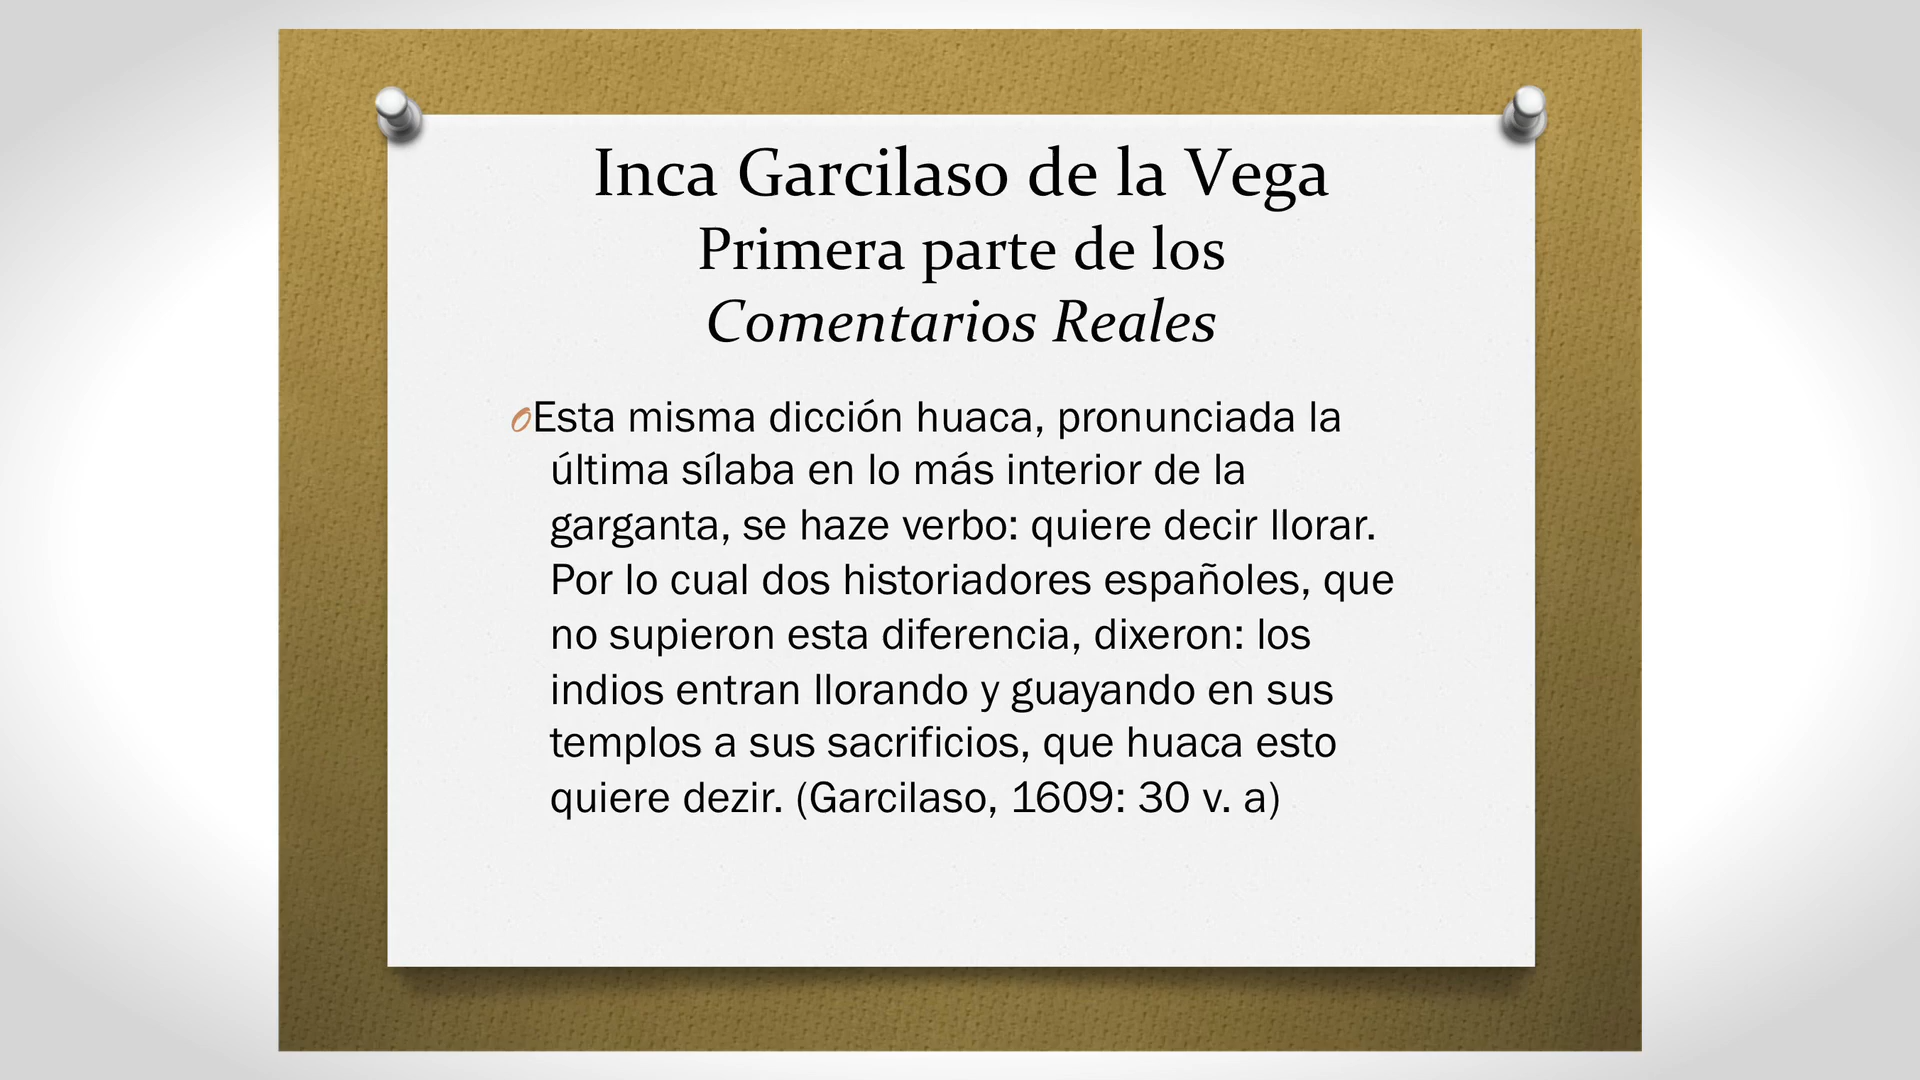 Inca Garcilaso de la Vega
Primera parte de los
Comentarios Reales
Esta misma dicción huaca, pronunciada la
última sílaba en lo más interior de la
garganta, se haze verbo: quiere decir llorar.
Por lo cual dos historiadores españoles, que
no supieron esta diferencia, dixeron: los
indios entran llorando y guayando en sus
templos a sus sacrificios, que huaca esto
quiere dezir. (Garcilaso, 1609: 30 v. a)